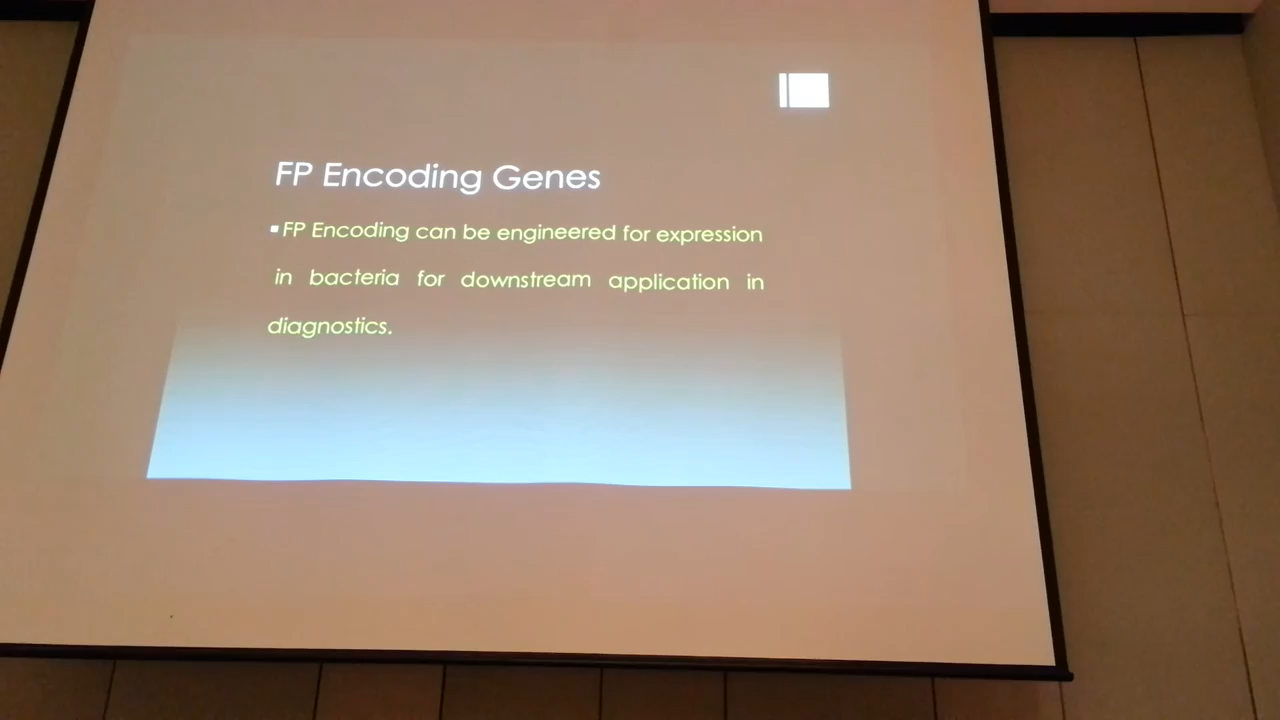 FP Encoding Genes
▪FP Encoding can be engineered for expression
in bacteria for downstream application in
diagnostics.